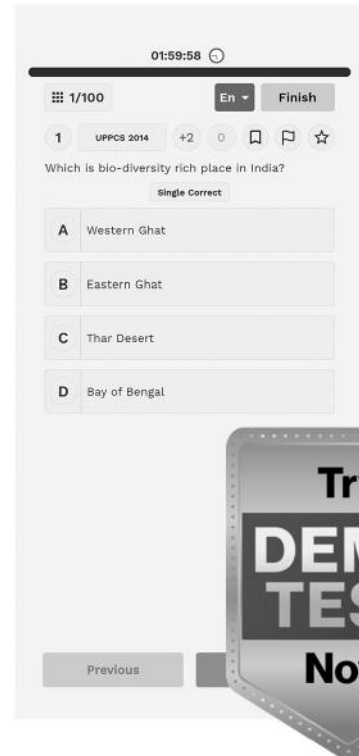 01:59:58
1/100 En Finish
1 UPPCS 2014 +2 0
Which is bio-diversity rich place in India?
Single Correct
A Western Ghat
B Eastern Ghat
C Thar Desert
D Bay of Bengal
Previous